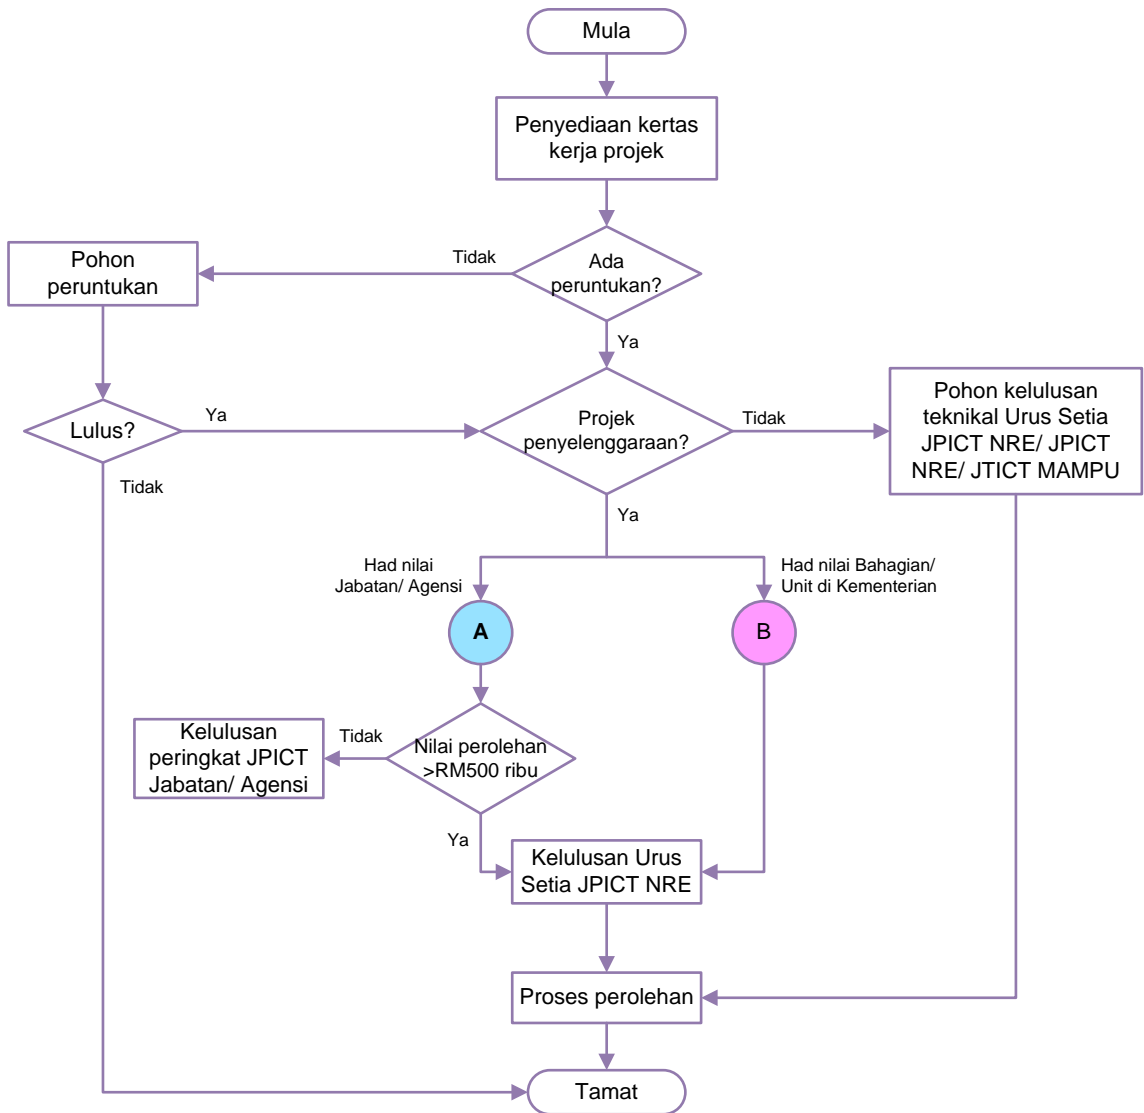 Mula
Penyediaan kertas
kerja projek
Ada
peruntukan?
Tidak
Pohon
peruntukan
Ya
Lulus?
Ya
Projek
penyelenggaraan?
Tidak
Pohon kelulusan
teknikal Urus Setia
JPICT NRE/ JPICT
NRE/ JTICT MAMPU
Tidak
Ya
Had nilai
Jabatan/ Agensi
Had nilai Bahagian/
Unit di Kementerian
A
B
Kelulusan
peringkat JPICT
Jabatan/ Agensi
Tidak
Nilai perolehan
>RM500 ribu
Ya
Kelulusan Urus
Setia JPICT NRE
Proses perolehan
Tamat